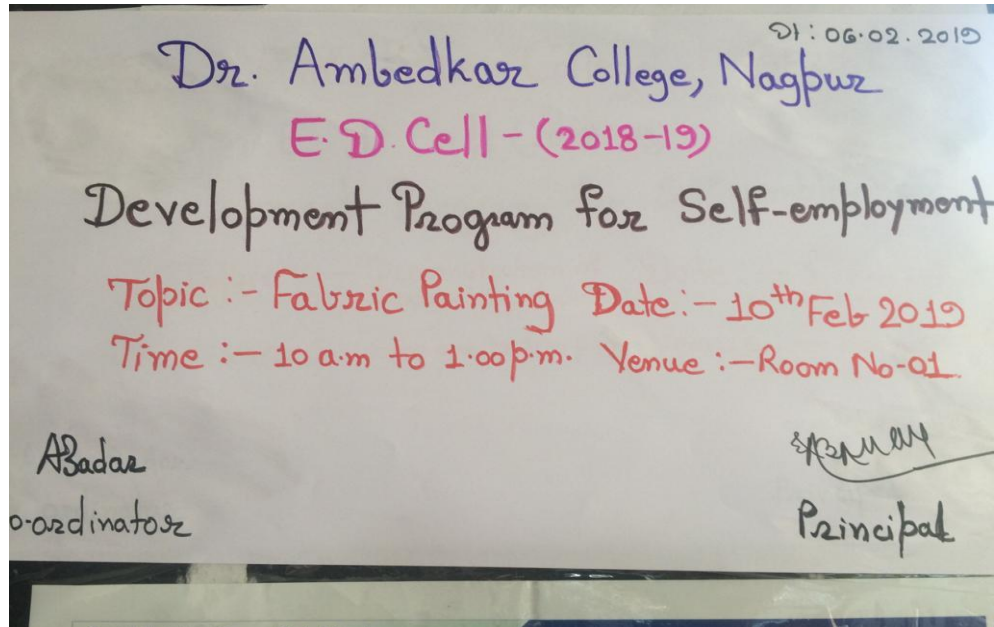 Dt: 06.02.2019
Dr. Ambedkar College, Nagpur
E.D. Cell - (2018-19)
Development Program for Self-employment
Topic :- Fabric Painting Date:- 10th Feb 2019
Time :- 10 a.m to 1.00 p.m. Venue :- Room No-01.
ABadar
o-ordinator
Principal